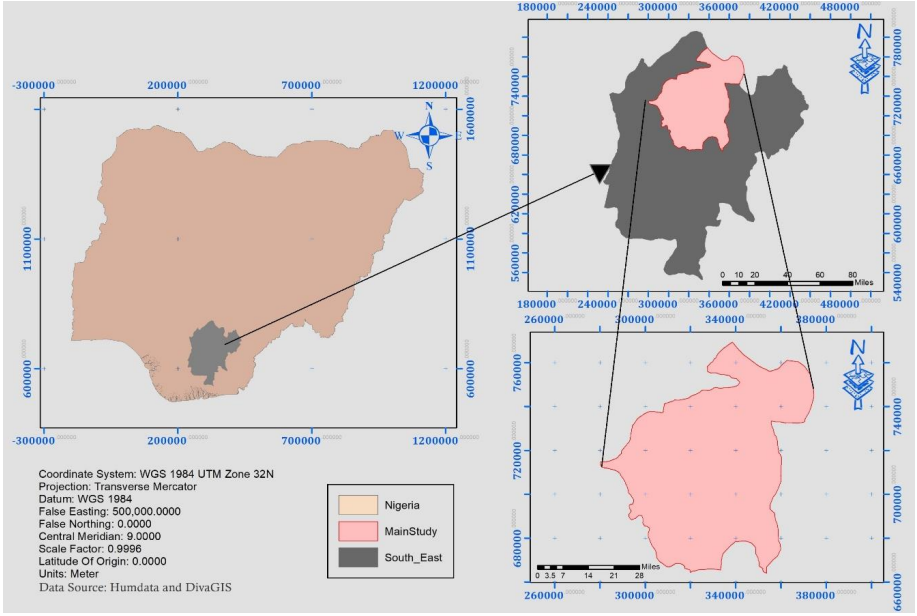 -300000 200000 700000 1200000
1600000
1100000
600000
1100000
600000
N
W E
S
-300000 200000 700000 1200000
180000 240000 300000 360000 420000 480000
N
740000
680000
620000
560000
780000
720000
660000
600000
540000
0 10 20 40 60 80
Miles
180000 240000 300000 360000 420000 480000
260000 300000 340000 380000
N
760000
720000
680000
740000
700000
660000
0 3.5 7 14 21 28
Miles
260000 300000 340000 380000
Coordinate System: WGS 1984 UTM Zone 32N
Projection: Transverse Mercator
Datum: WGS 1984
False Easting: 500,000.0000
False Northing: 0.0000
Central Meridian: 9.0000
Scale Factor: 0.9996
Latitude Of Origin: 0.0000
Units: Meter
Data Source: Humdata and DivaGIS
Nigeria
MainStudy
South_East